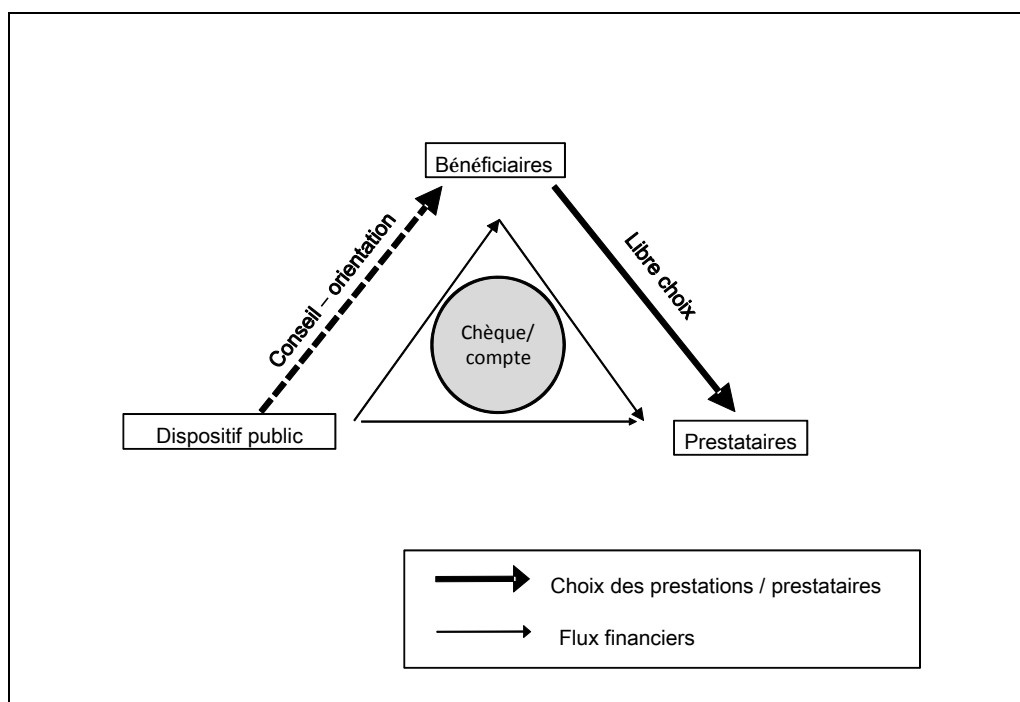 Bénéficiaires
Conseil – orientation
Libre choix
Chèque/
compte
Dispositif public
Prestataires
Choix des prestations / prestataires
Flux financiers